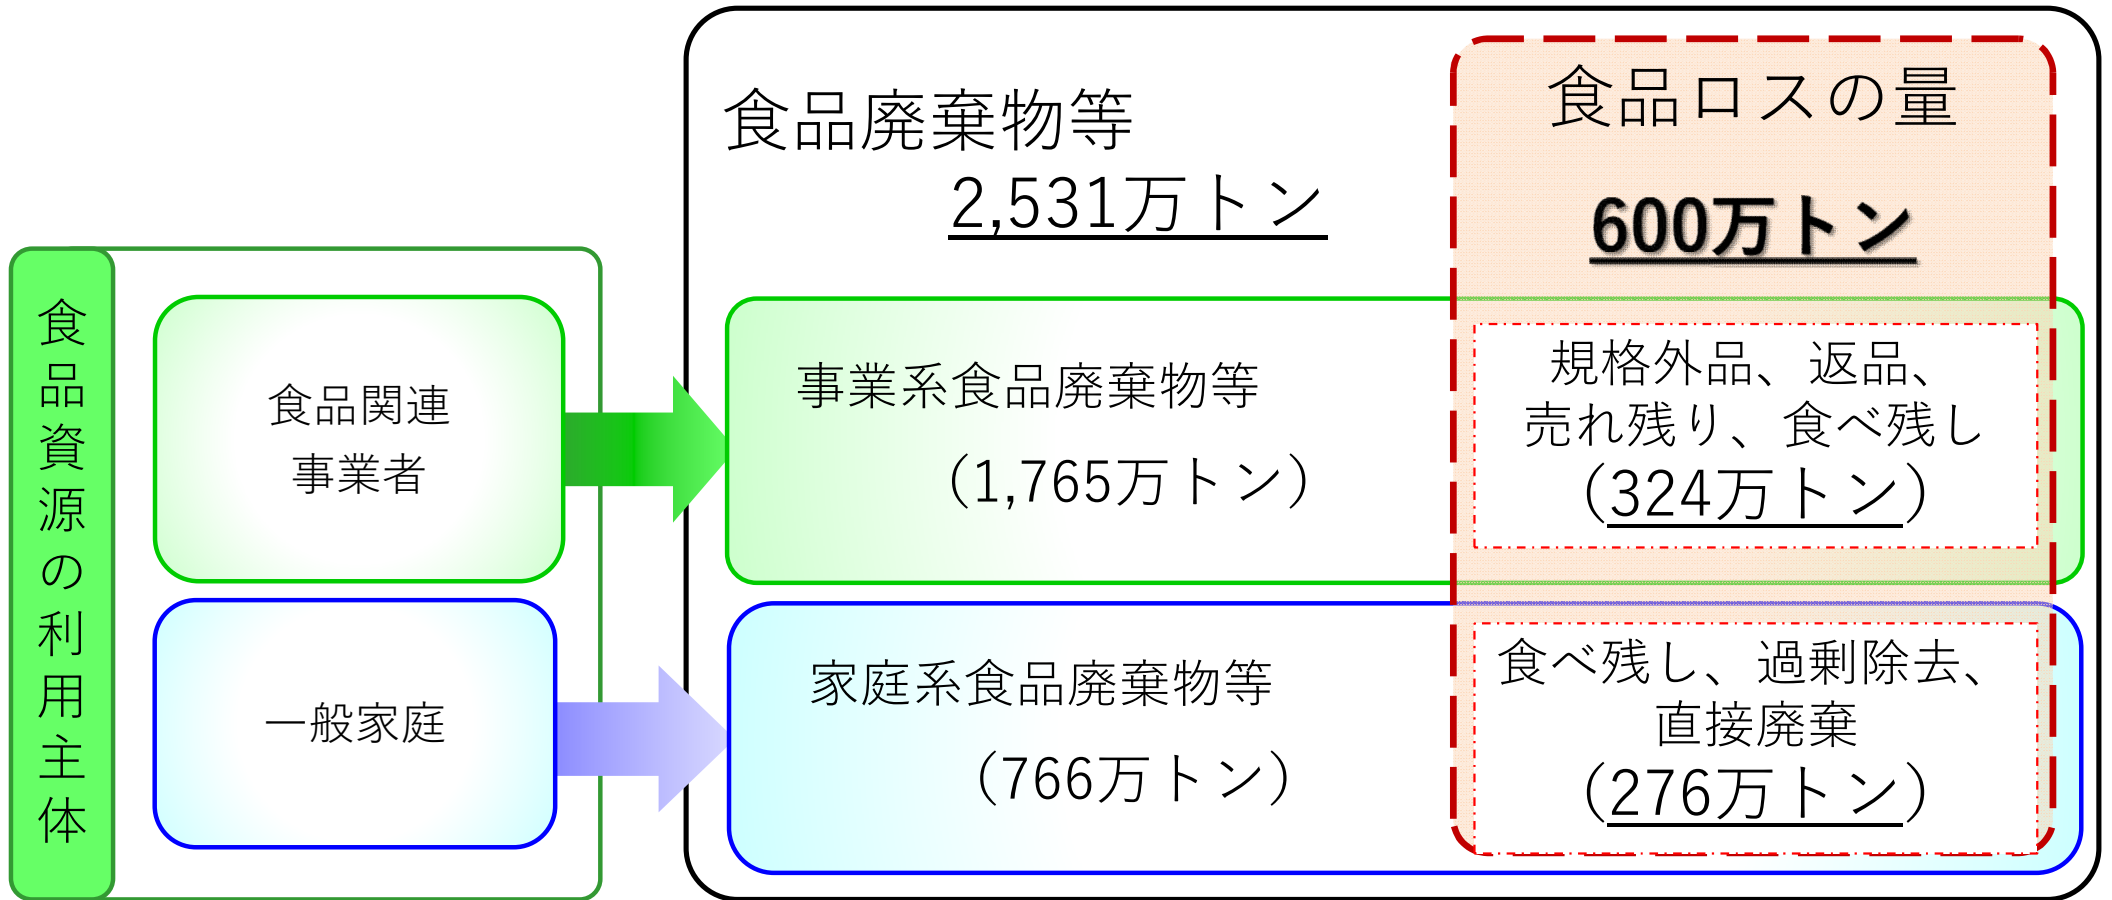 食品資源の利用主体
食品関連
事業者
一般家庭
食品廃棄物等
2,531万トン
食品ロスの量
600万トン
事業系食品廃棄物等
（1,765万トン）
規格外品、返品、
売れ残り、食べ残し
（324万トン）
家庭系食品廃棄物等
（766万トン）
食べ残し、過剰除去、
直接廃棄
（276万トン）